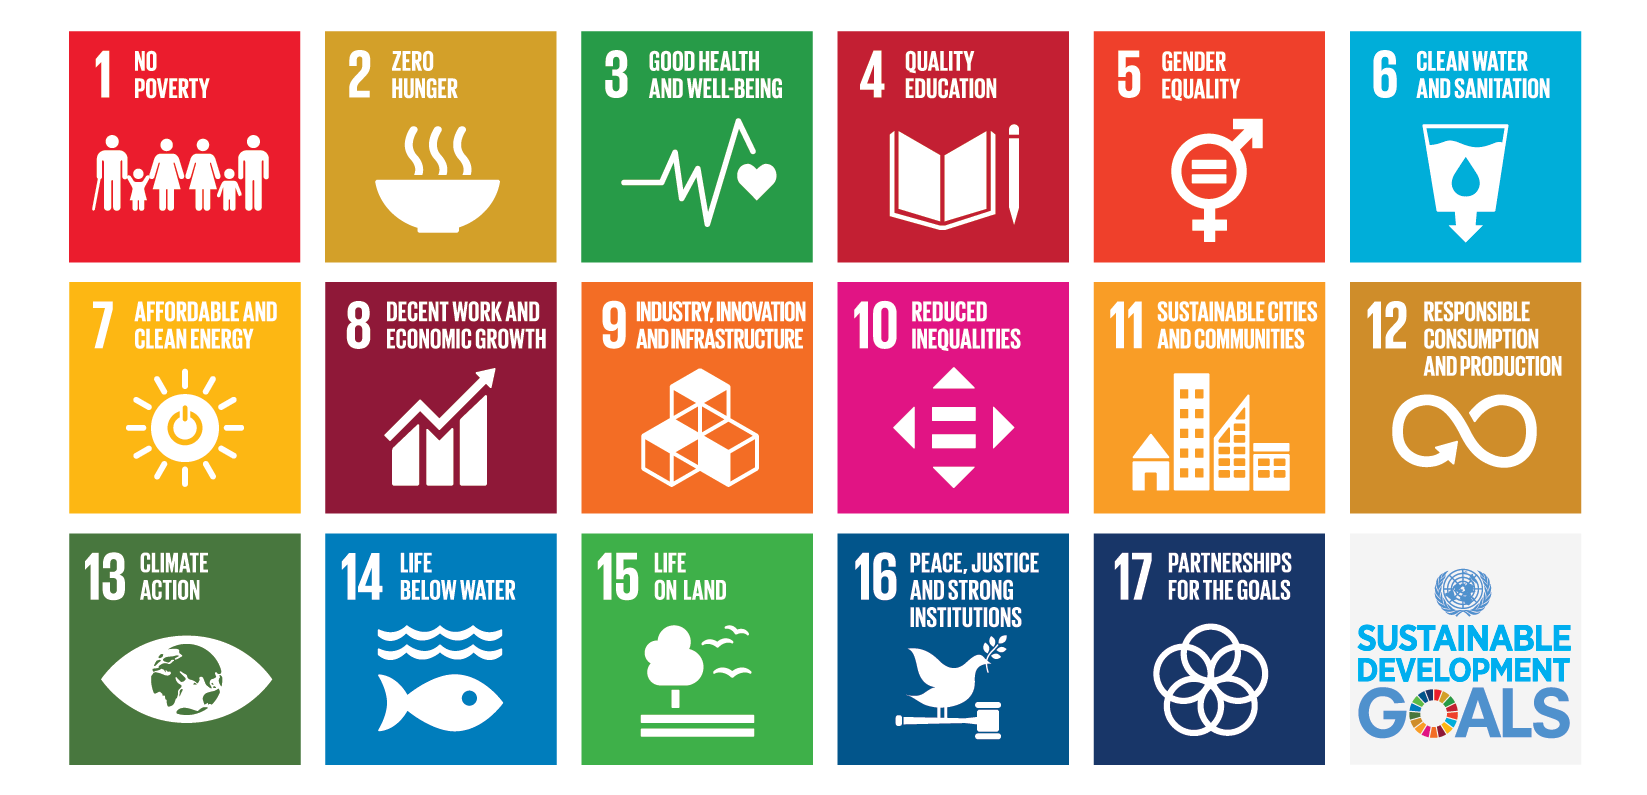 1 NO
POVERTY
2 ZERO
HUNGER
3 GOOD HEALTH
AND WELL-BEING
4 QUALITY
EDUCATION
5 GENDER
EQUALITY
6 CLEAN WATER
AND SANITATION
7 AFFORDABLE AND
CLEAN ENERGY
8 DECENT WORK AND
ECONOMIC GROWTH
9 INDUSTRY, INNOVATION
AND INFRASTRUCTURE
10 REDUCED
INEQUALITIES
11 SUSTAINABLE CITIES
AND COMMUNITIES
12 RESPONSIBLE
CONSUMPTION
AND PRODUCTION
13 CLIMATE
ACTION
14 LIFE
BELOW WATER
15 LIFE
ON LAND
16 PEACE, JUSTICE
AND STRONG
INSTITUTIONS
17 PARTNERSHIPS
FOR THE GOALS
SUSTAINABLE
DEVELOPMENT
GOALS